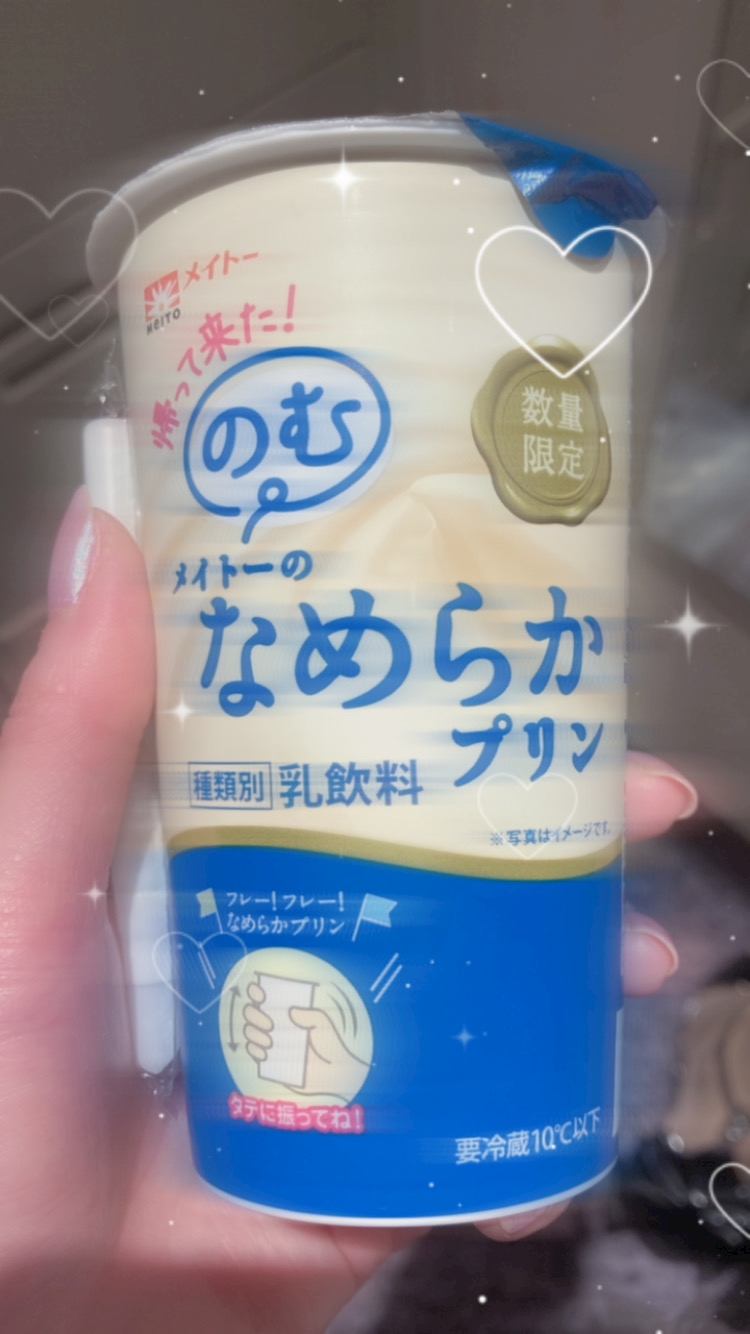 メイトー
MEITO
帰って来た!
のむ
数量
限定
メイトーの
なめらか
プリン
種類別 乳飲料
※写真はイメージです。
フレー!フレー!
なめらかプリン
タテに振ってね!
要冷蔵10℃以下